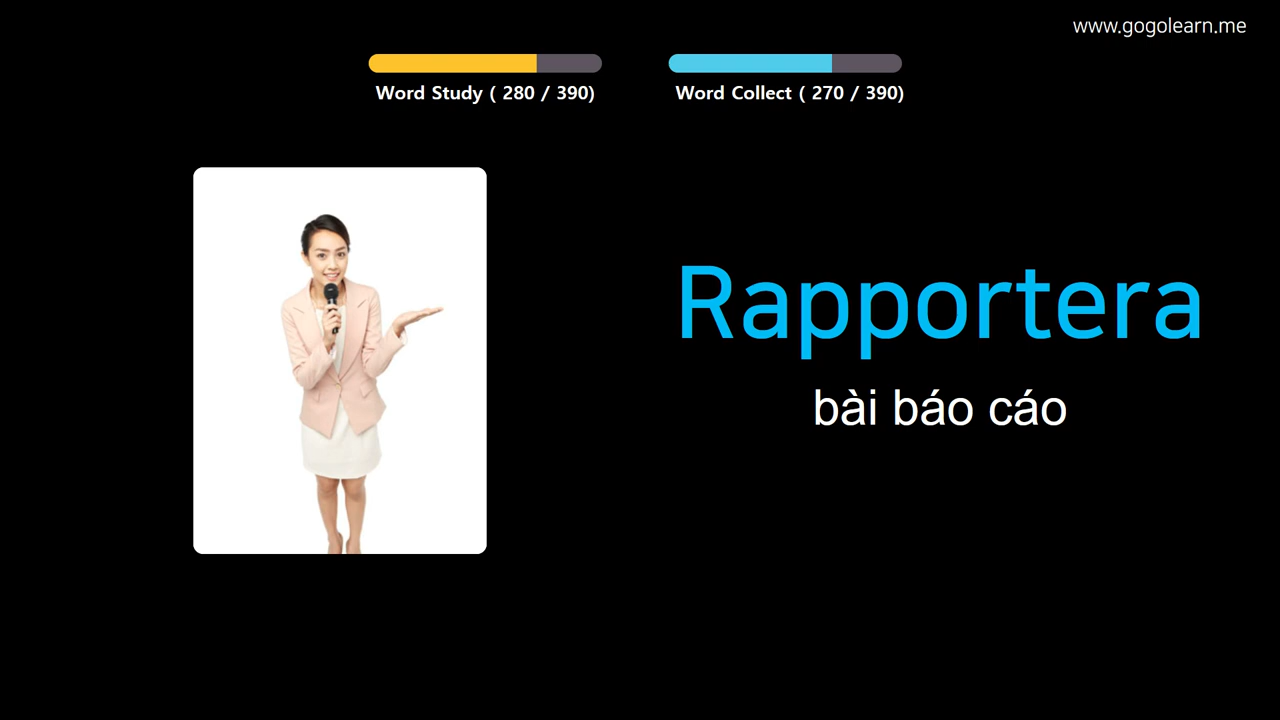 www.gogolearn.me
Word Study ( 280 / 390)
Word Collect ( 270 / 390)
Rapportera
bài báo cáo